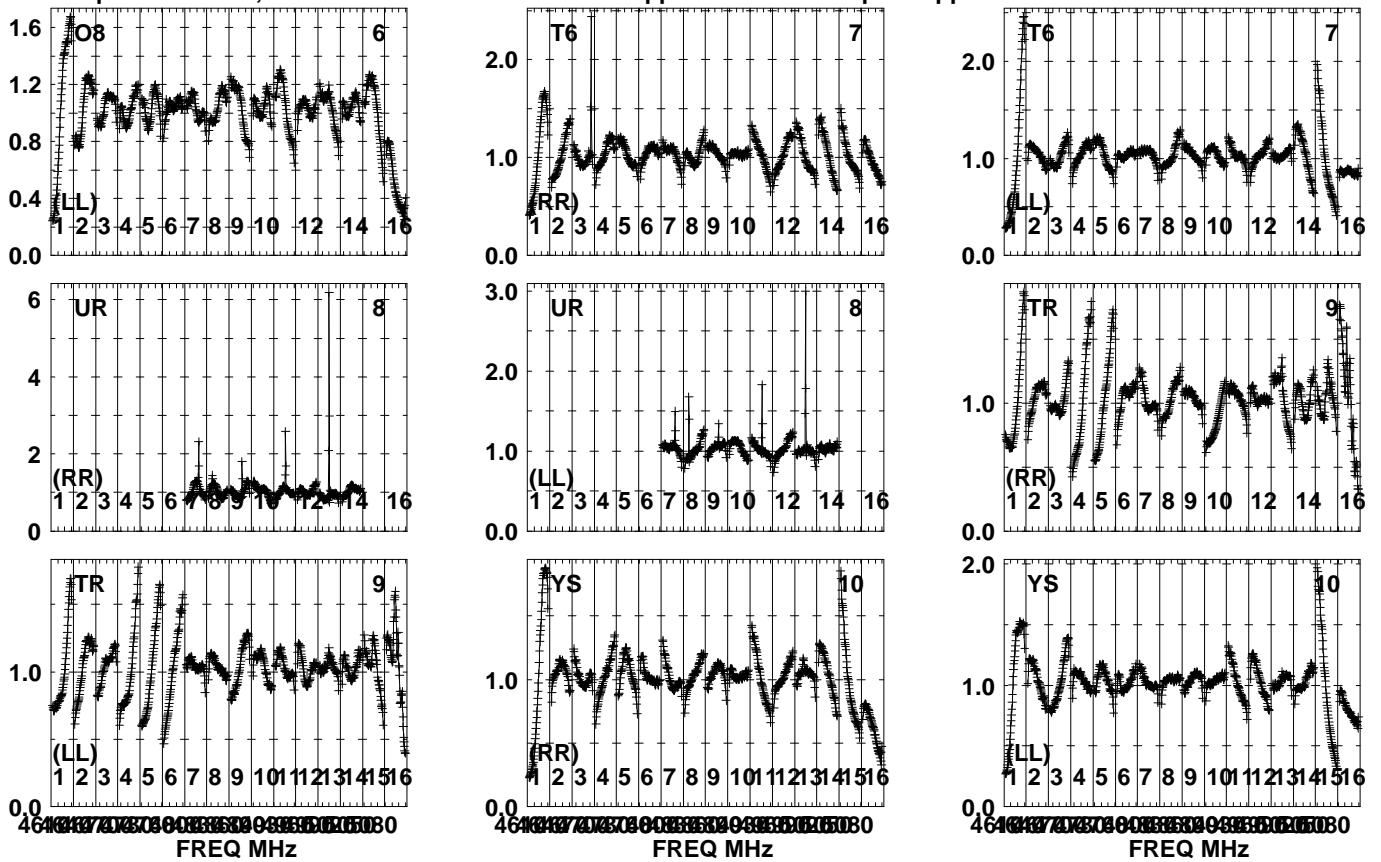 1.6 O8 6
1.2
0.8
0.4 (LL)
1 2 3 4 5 6 7 8 9 10 12 14 16
0.0
T6 7
2.0
1.0
(RR)
1 2 3 4 5 6 7 8 9 10 12 14 16
0.0
T6 7
2.0
1.0
(LL)
1 2 3 4 5 6 7 8 9 10 12 14 16
0.0
6 UR 8
4
2
(RR)
1 2 3 4 5 6 7 8 9 10 12 14 16
0
3.0 UR 8
2.0
1.0
(LL)
1 2 3 4 5 6 7 8 9 10 12 14 16
0.0
TR 9
1.0
(RR)
1 2 3 4 5 6 7 8 9 10 12 14 16
0.0
TR 9
1.0
(LL)
1 2 3 4 5 6 7 8 9 10 11 12 13 14 15 16
0.0
FREQ MHz
YS 10
1.0
(RR)
1 2 3 4 5 6 7 8 9 10 11 12 13 14 15 16
0.0
FREQ MHz
2.0 YS 10
1.0
(LL)
1 2 3 4 5 6 7 8 9 10 11 12 13 14 15 16
0.0
FREQ MHz